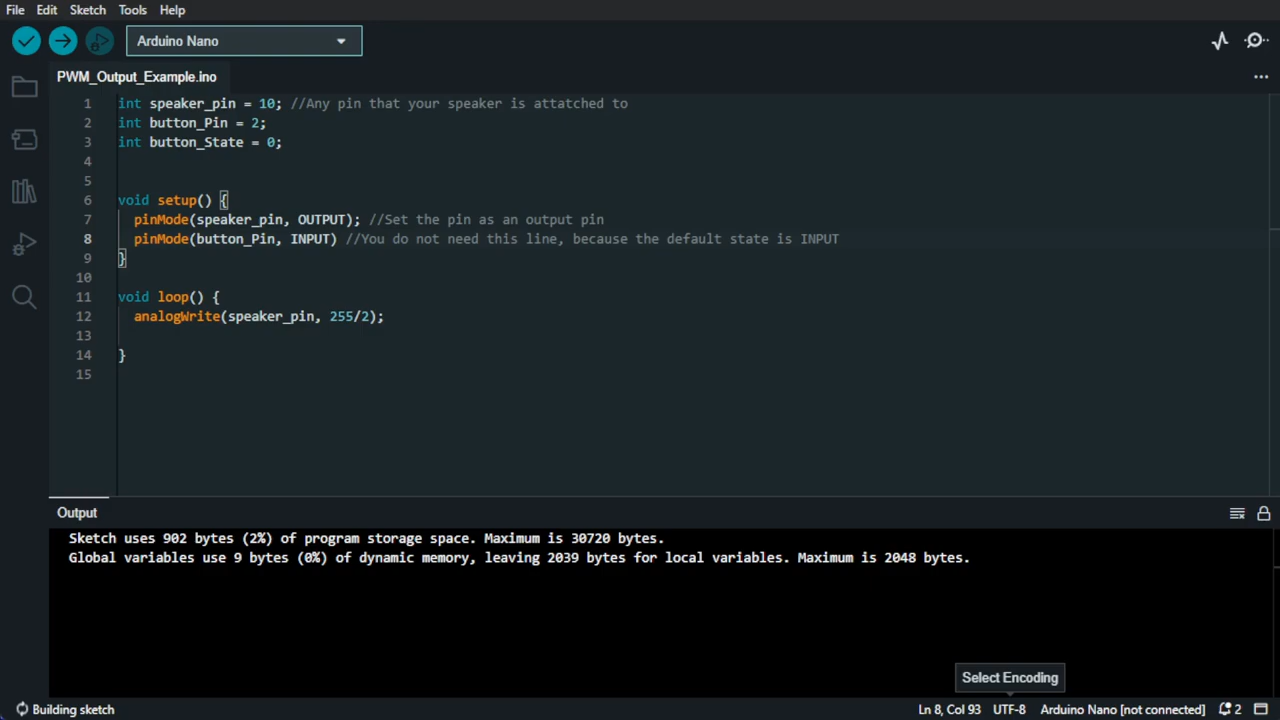 File Edit Sketch Tools Help
Arduino Nano
PWM_Output_Example.ino
1 int speaker_pin = 10; //Any pin that your speaker is attatched to
2 int button_Pin = 2;
3 int button_State = 0;
4
5
6 void setup() {
7 pinMode(speaker_pin, OUTPUT); //Set the pin as an output pin
8 pinMode(button_Pin, INPUT) //You do not need this line, because the default state is INPUT
9 }
10
11 void loop() {
12 analogWrite(speaker_pin, 255/2);
13
14 }
15
Output
Sketch uses 902 bytes (2%) of program storage space. Maximum is 30720 bytes.
Global variables use 9 bytes (0%) of dynamic memory, leaving 2039 bytes for local variables. Maximum is 2048 bytes.
Select Encoding
Building sketch Ln 8, Col 93 UTF-8 Arduino Nano [not connected] 2